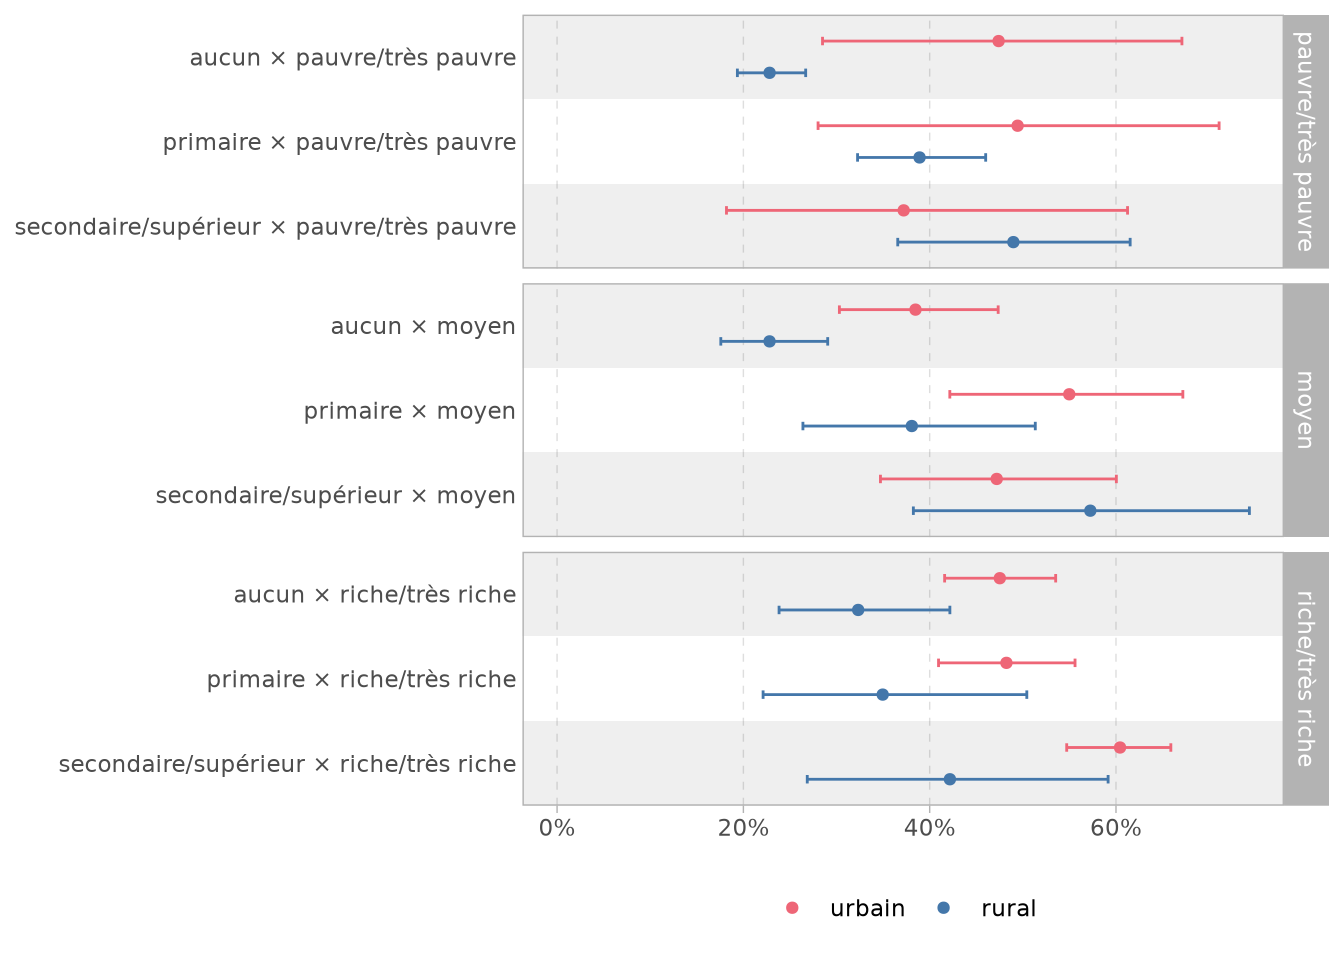 aucun × pauvre/très pauvre
primaire × pauvre/très pauvre
secondaire/supérieur × pauvre/très pauvre
pauvre/très pauvre
aucun × moyen
primaire × moyen
secondaire/supérieur × moyen
moyen
aucun × riche/très riche
primaire × riche/très riche
secondaire/supérieur × riche/très riche
riche/très riche
0% 20% 40% 60%
urbain rural